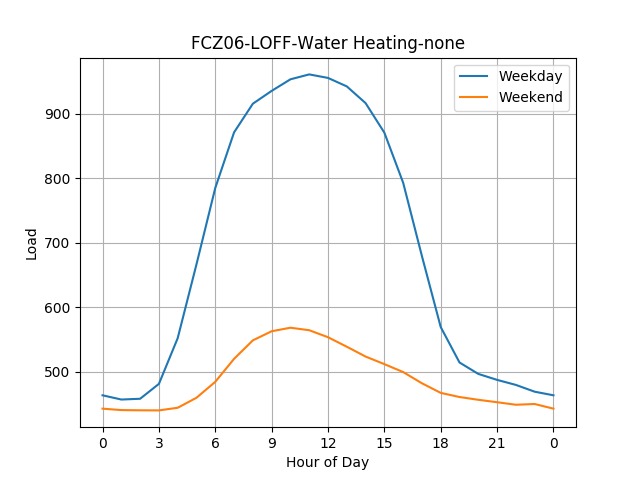 FCZ06-LOFF-Water Heating-none
Weekday
Weekend
900
800
700
600
500
Load
0 3 6 9 12 15 18 21 0
Hour of Day